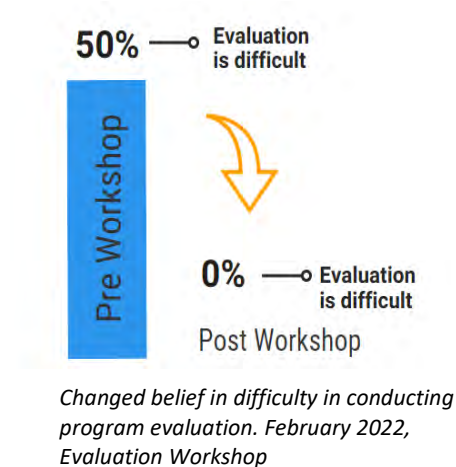 50%
Evaluation
is difficult
Pre Workshop
0%
Evaluation
is difficult
Post Workshop
Changed belief in difficulty in conducting
program evaluation. February 2022,
Evaluation Workshop